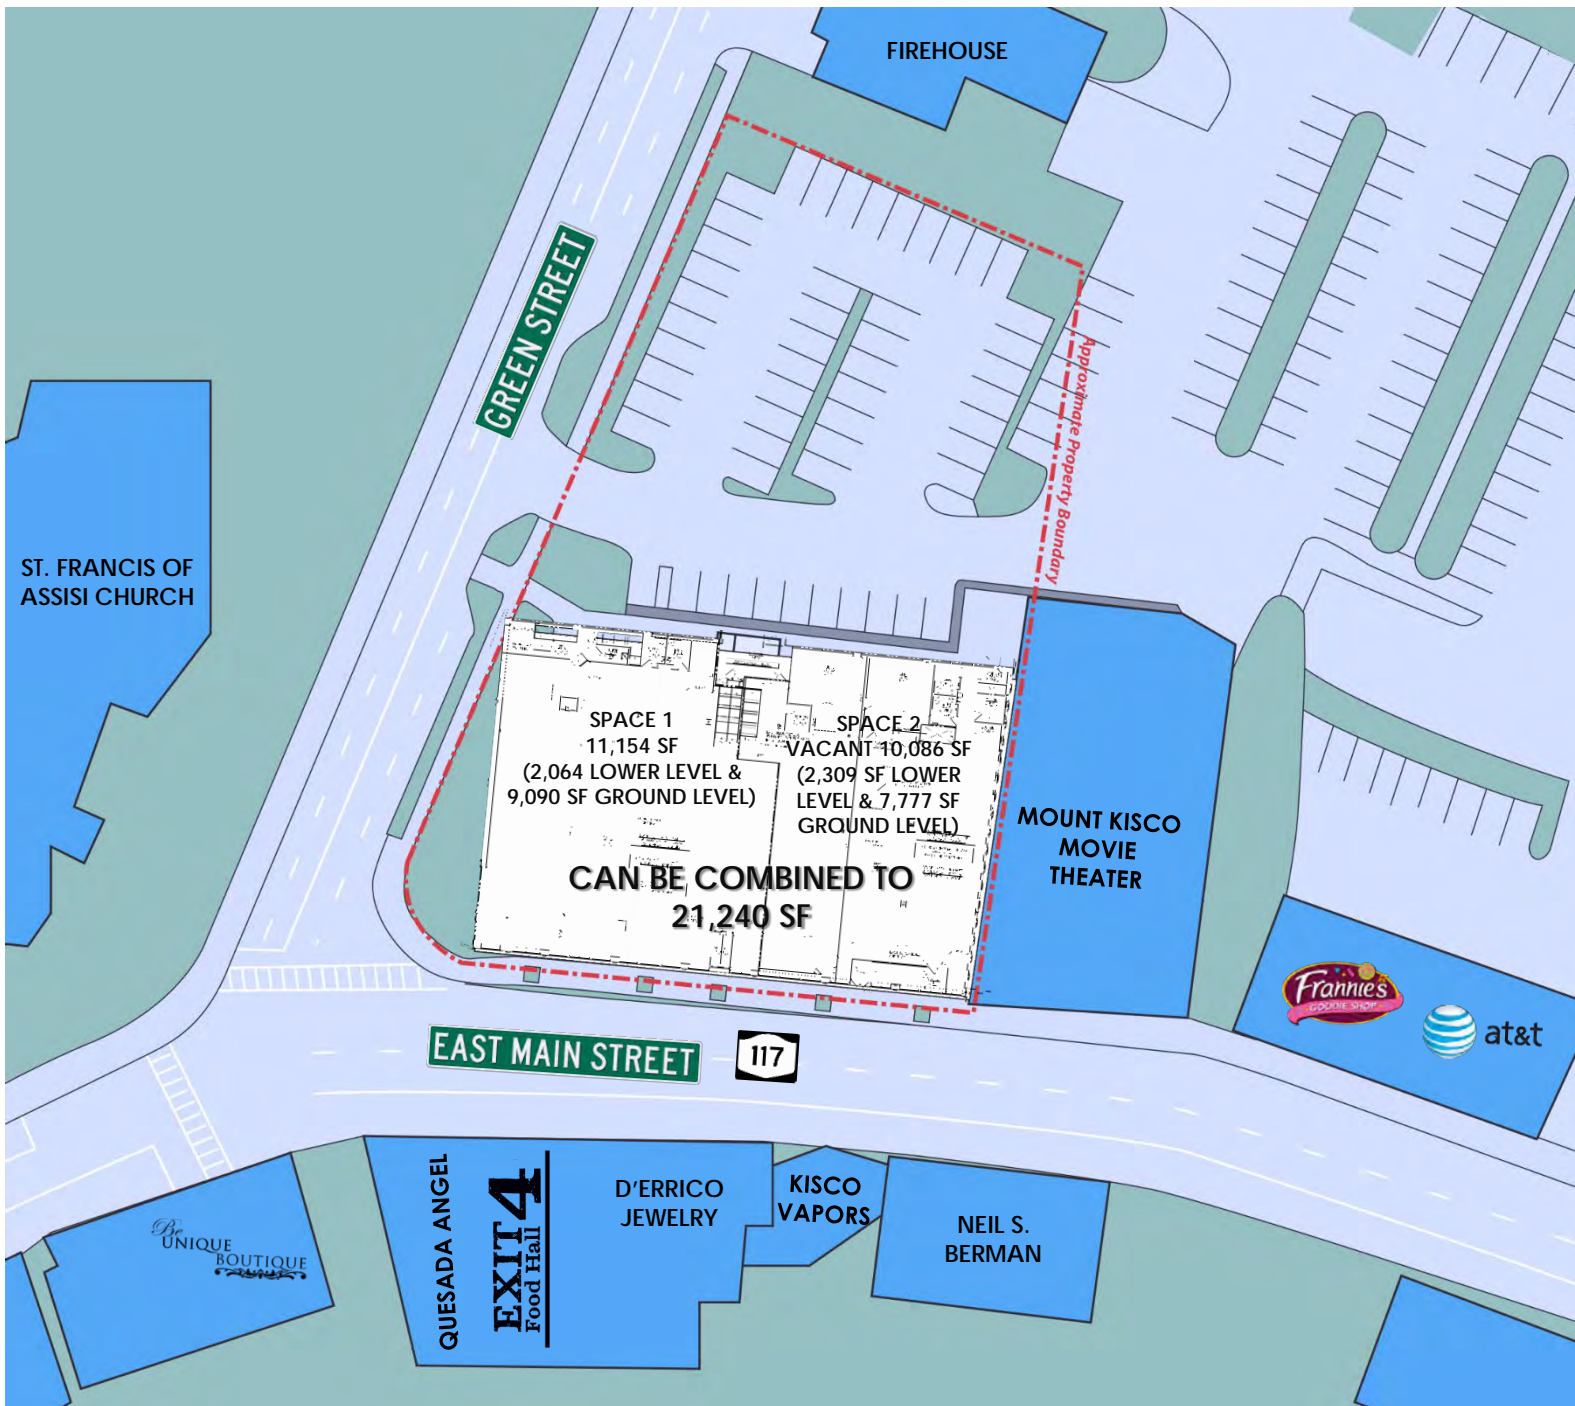 FIREHOUSE
GREEN STREET
Approximate Property Boundary
ST. FRANCIS OF
ASSISI CHURCH
SPACE 1
11,154 SF
(2,064 LOWER LEVEL &
9,090 SF GROUND LEVEL)
SPACE 2
VACANT 10,086 SF
(2,309 SF LOWER
LEVEL & 7,777 SF
GROUND LEVEL)
CAN BE COMBINED TO
21,240 SF
MOUNT KISCO
MOVIE
THEATER
Frannie's
GOODIE SHOP
at&t
EAST MAIN STREET
117
Be
UNIQUE
BOUTIQUE
QUESADA ANGEL
EXIT 4
Food Hall
D'ERRICO
JEWELRY
KISCO
VAPORS
NEIL S.
BERMAN